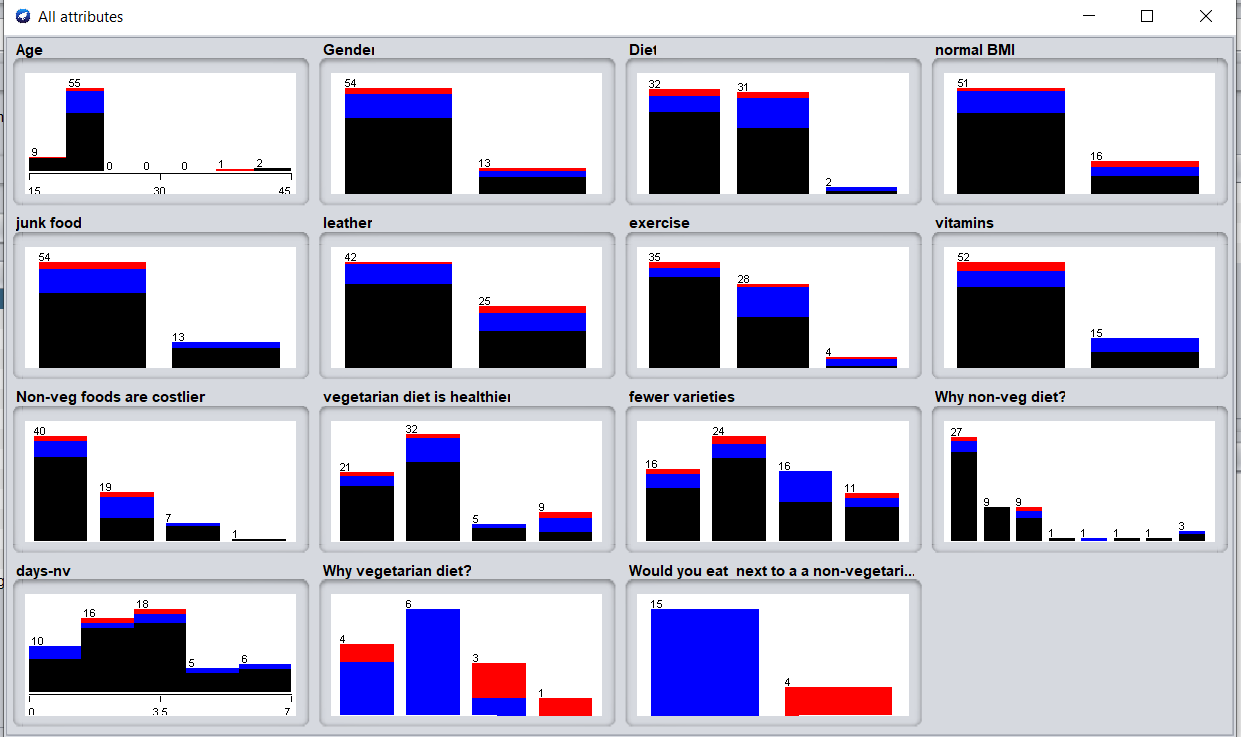 All attributes
Age Gender Diet normal BMI
55 54 32 31 51
9 0 0 0 1 2 13 2 16
15 30 45
junk food leather exercise vitamins
54 42 35 28 52
13 25 4 15
Non-veg foods are costlier vegetarian diet is healthier fewer varieties Why non-veg diet?
40 19 7 1 21 32 5 9 16 24 16 11 27 9 9 1 1 1 1 3
days-nv Why vegetarian diet? Would you eat next to a a non-vegetari...
10 16 18 5 6 4 6 3 1 15 4
0 3.5 7